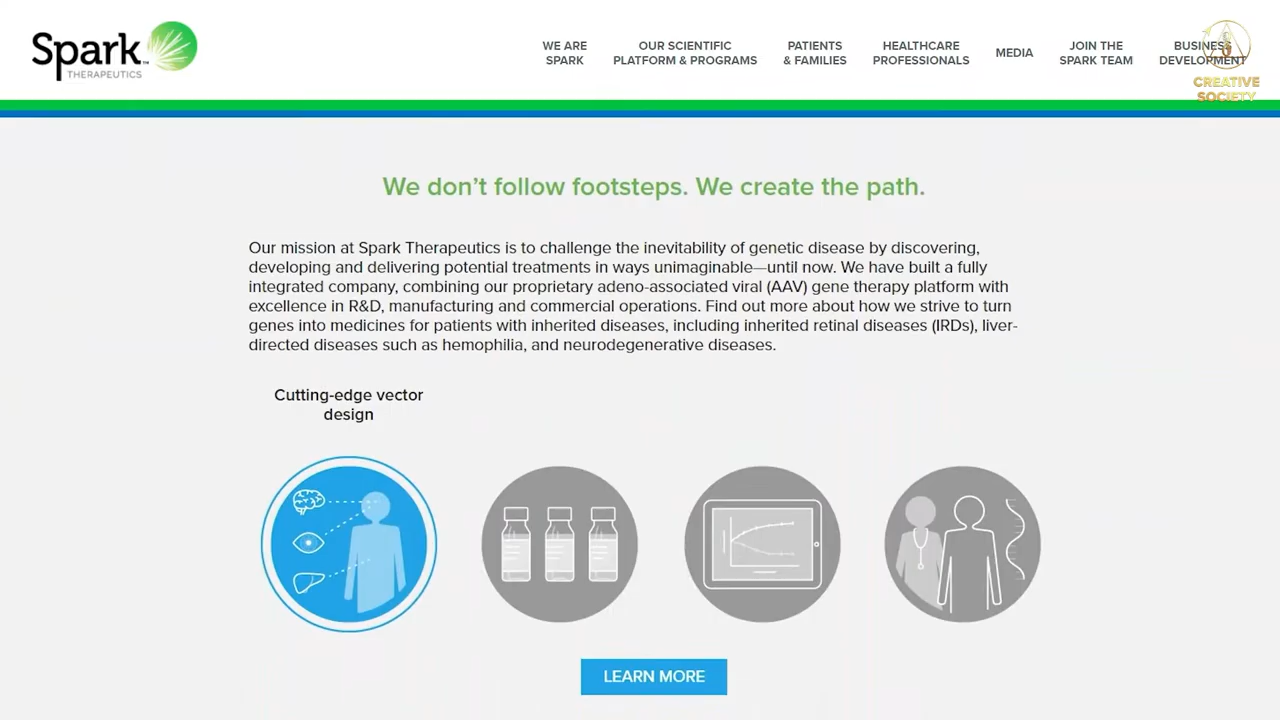 Spark™
THERAPEUTICS
WE ARE
SPARK
OUR SCIENTIFIC
PLATFORM & PROGRAMS
PATIENTS
& FAMILIES
HEALTHCARE
PROFESSIONALS
MEDIA
JOIN THE
SPARK TEAM
BUSINESS
DEVELOPMENT
CREATIVE
SOCIETY
We don’t follow footsteps. We create the path.
Our mission at Spark Therapeutics is to challenge the inevitability of genetic disease by discovering,
developing and delivering potential treatments in ways unimaginable—until now. We have built a fully
integrated company, combining our proprietary adeno-associated viral (AAV) gene therapy platform with
excellence in R&D, manufacturing and commercial operations. Find out more about how we strive to turn
genes into medicines for patients with inherited diseases, including inherited retinal diseases (IRDs), liver-
directed diseases such as hemophilia, and neurodegenerative diseases.
Cutting-edge vector
design
LEARN MORE